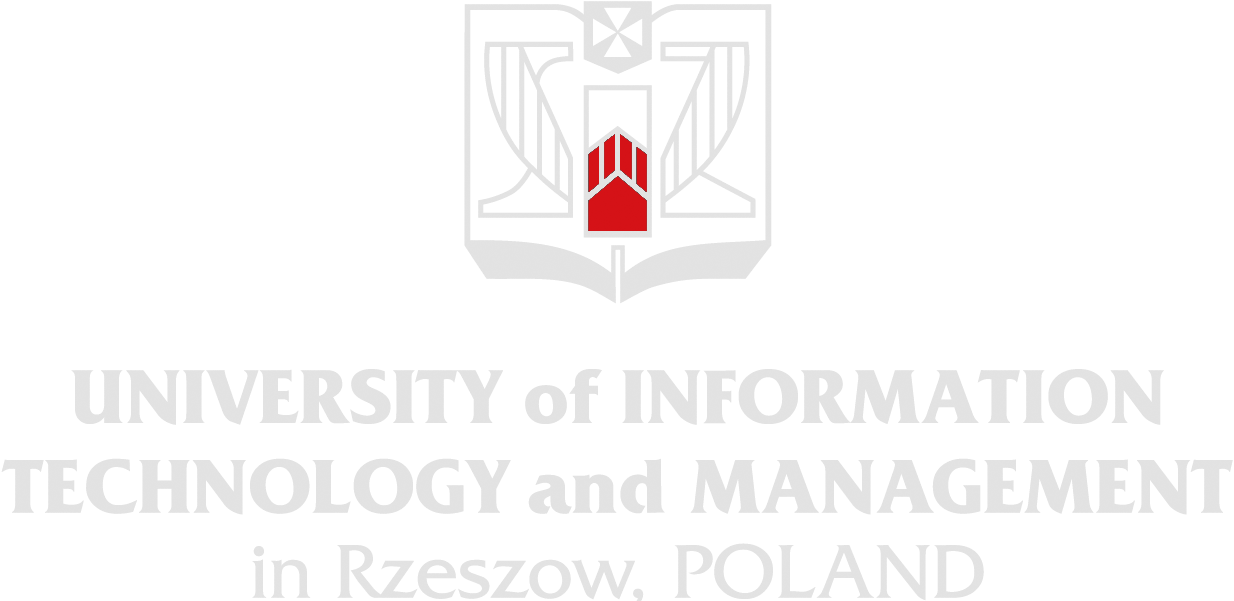 UNIVERSITY of INFORMATION
TECHNOLOGY and MANAGEMENT
in Rzeszow, POLAND